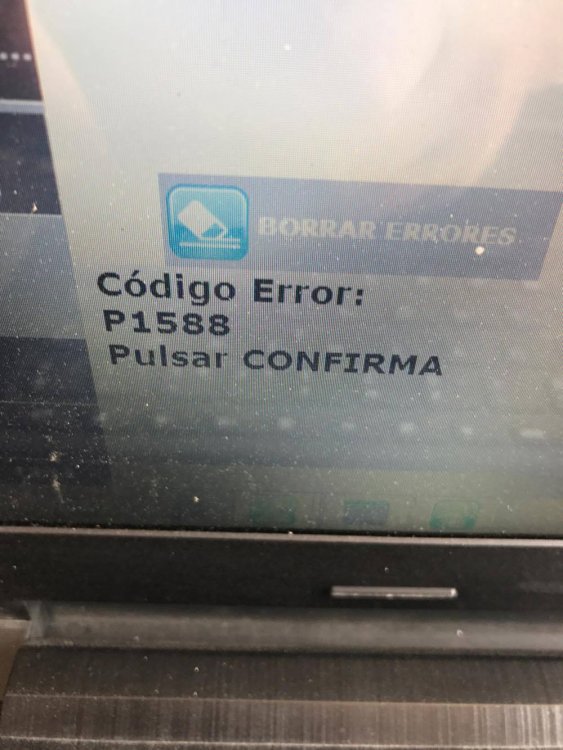 BORRAR ERRORES
Código Error:
P1588
Pulsar CONFIRMA